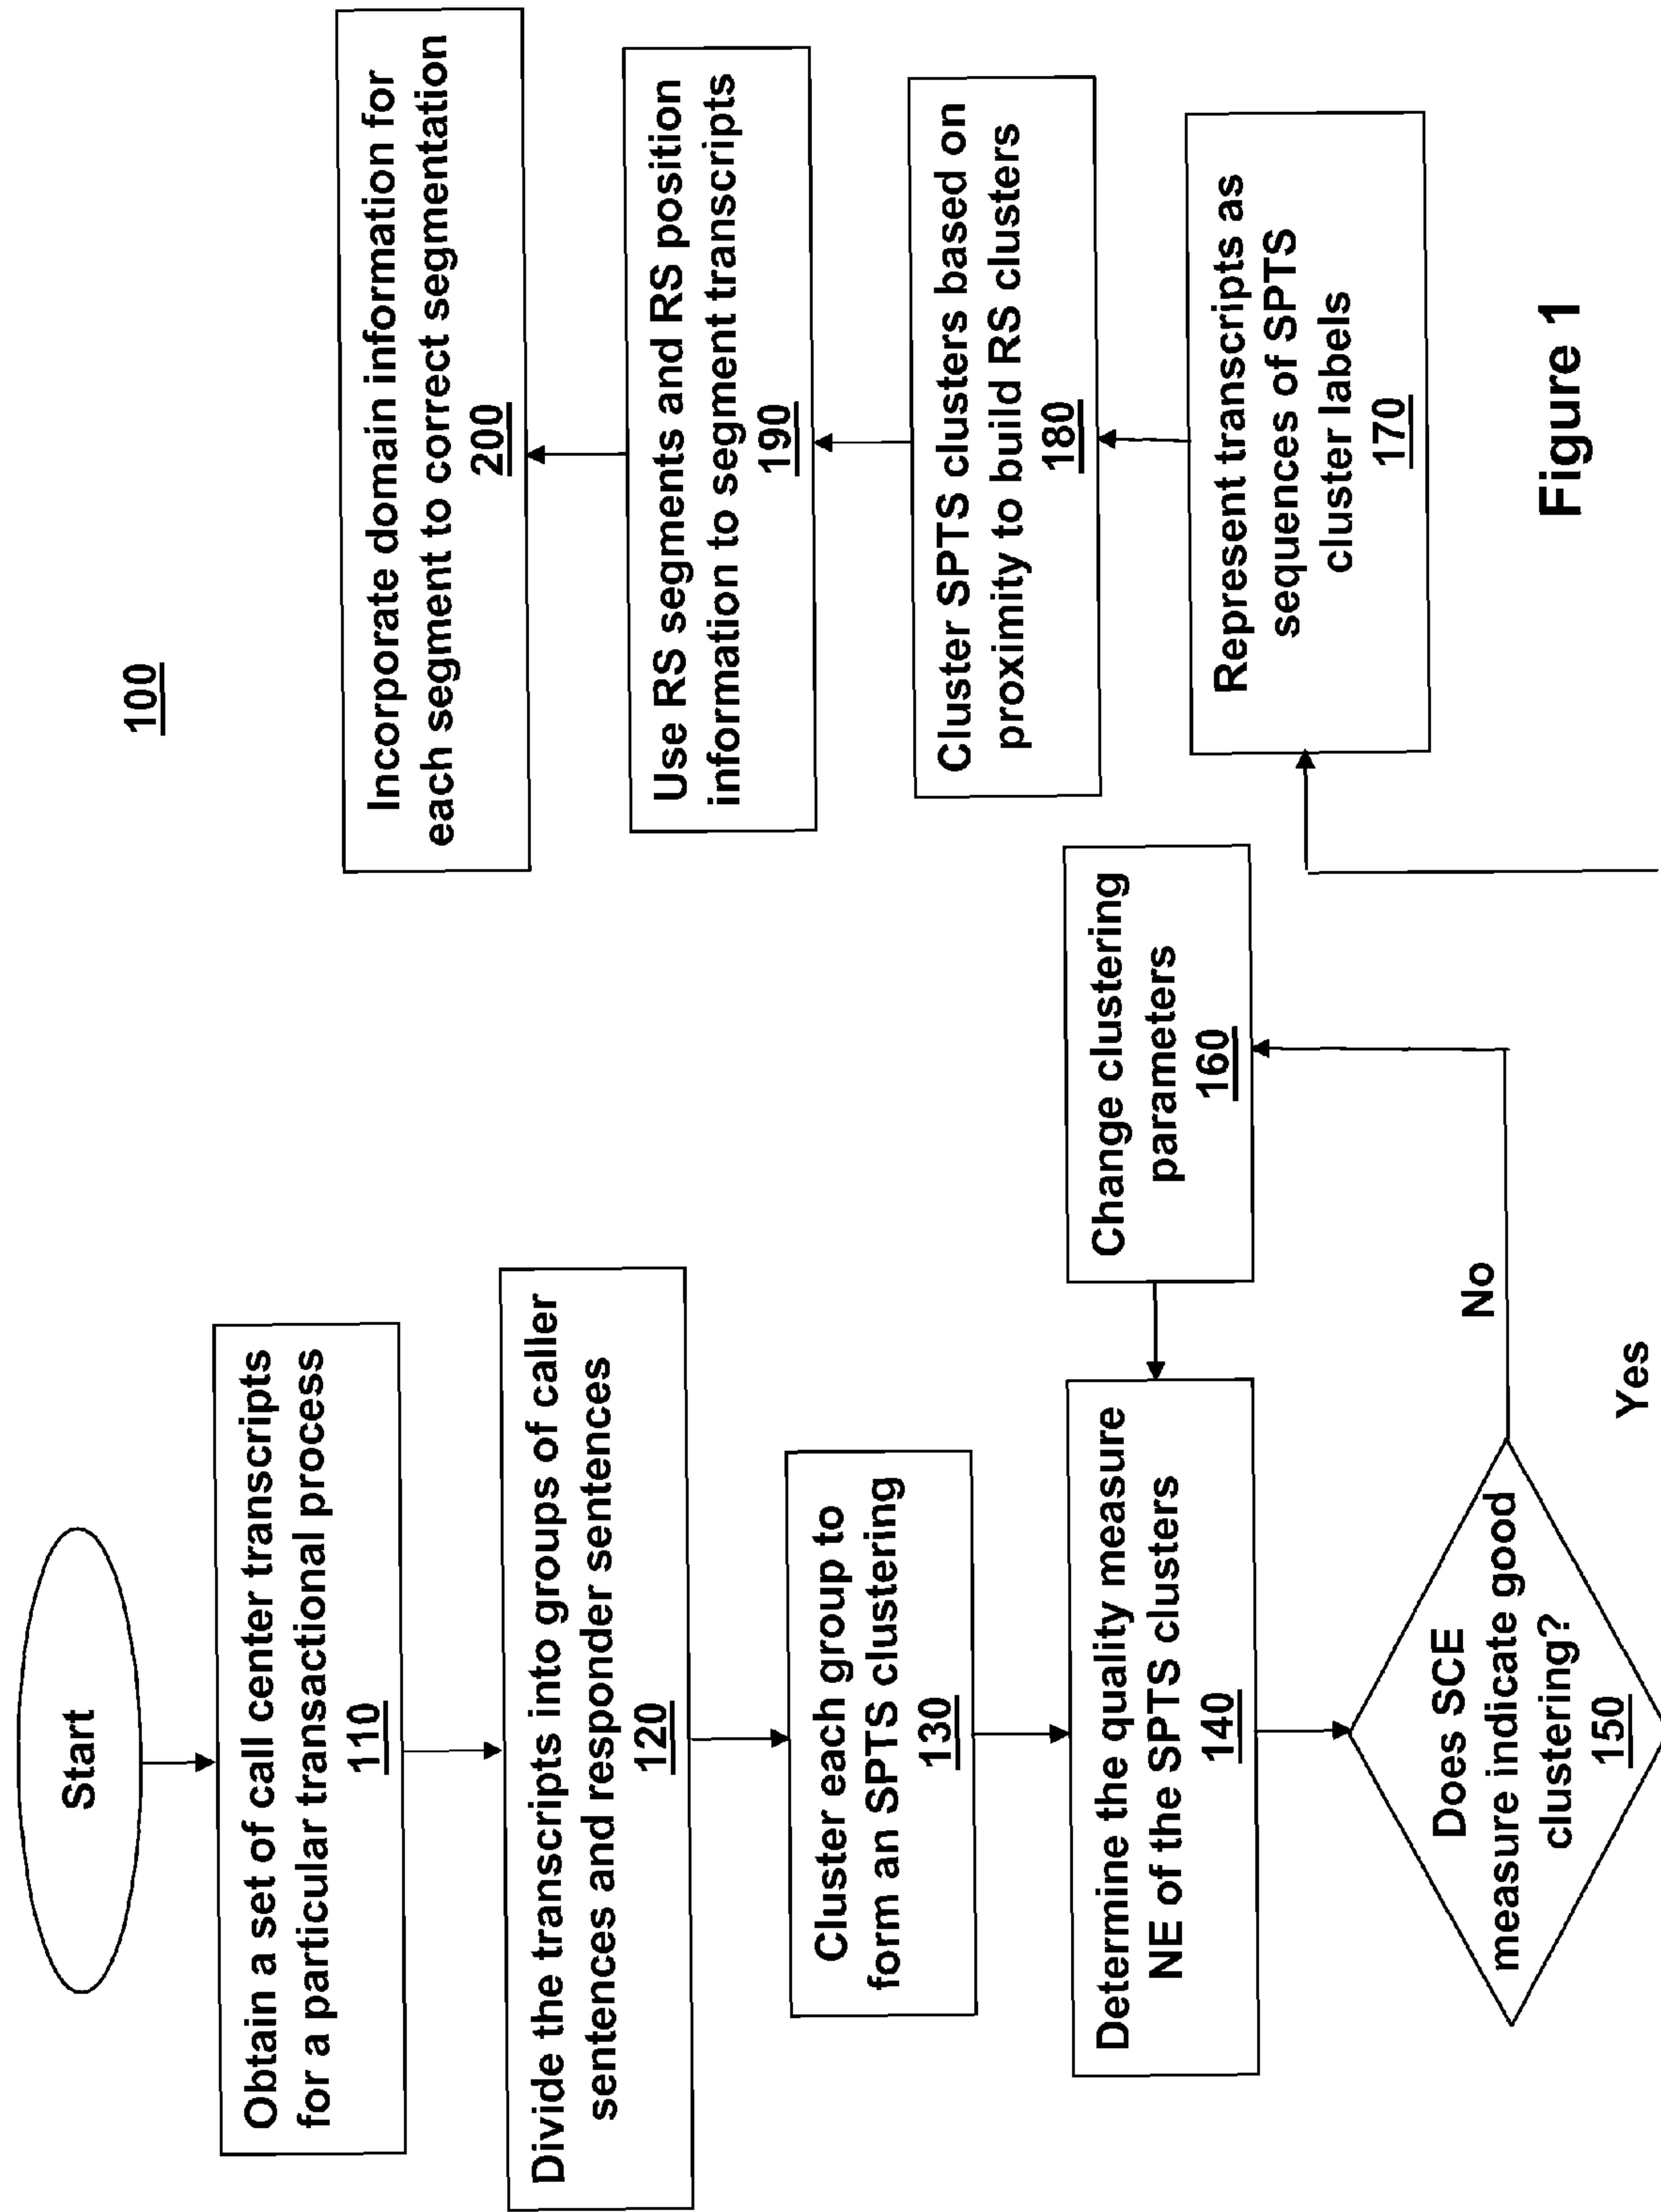 100
Start
Obtain a set of call center transcripts
for a particular transactional process
110
Divide the transcripts into groups of caller
sentences and responder sentences
120
Cluster each group to
form an SPTS clustering
130
Determine the quality measure
NE of the SPTS clusters
140
Does SCE
measure indicate good
clustering?
150
No
Yes
Change clustering
parameters
160
Represent transcripts as
sequences of SPTS
cluster labels
170
Cluster SPTS clusters based on
proximity to build RS clusters
180
Use RS segments and RS position
information to segment transcripts
190
Incorporate domain information for
each segment to correct segmentation
200
Figure 1